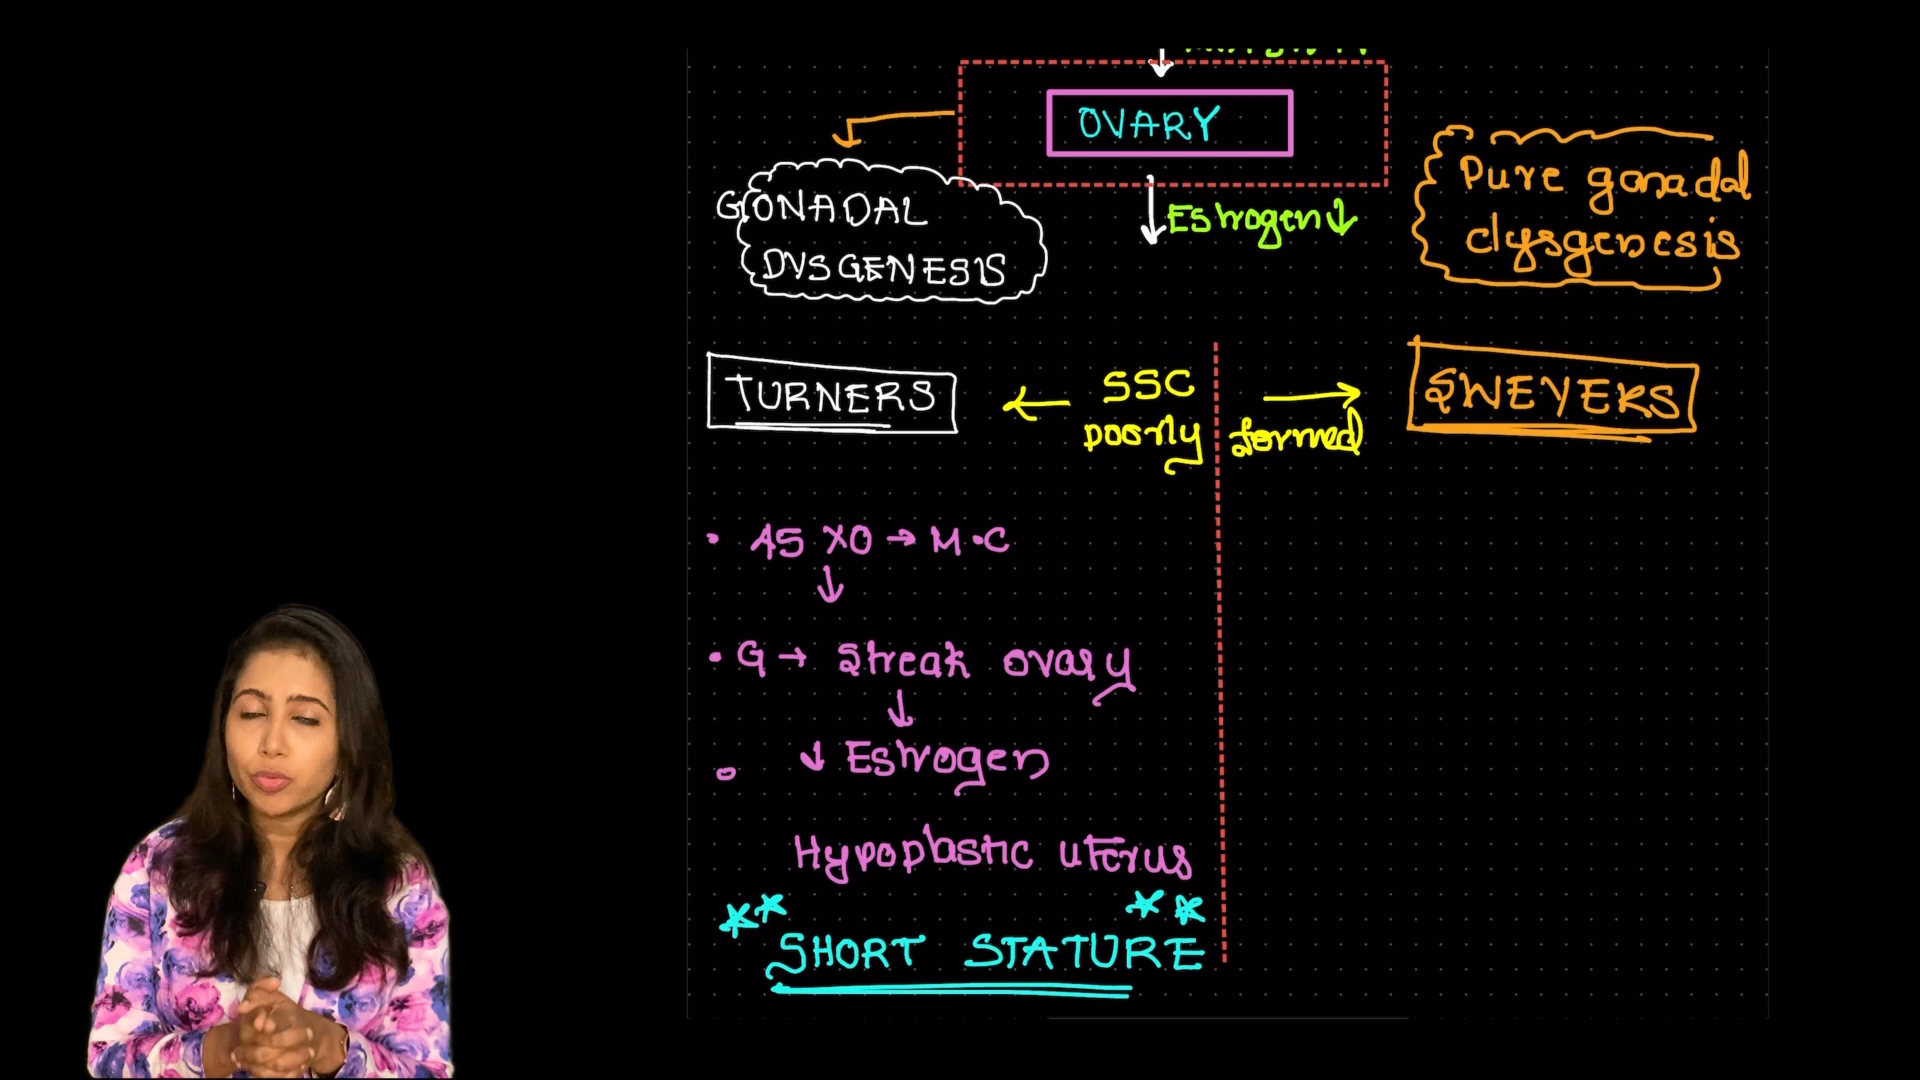 OVARY
Estrogen↓
GONADAL
DYSGENESIS
Pure gonadal
dysgenesis
TURNERS
← SSC →
poorly formed
SWEYERS
• 45 XO → M.C
↓
• G → Streak ovary
↓
↓ Estrogen
Hypoplastic uterus
SHORT STATURE